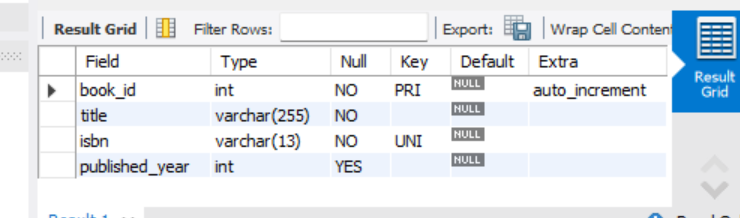 Result Grid Filter Rows: Export: Wrap Cell Conten
Field Type Null Key Default Extra
book_id int NO PRI NULL auto_increment
title varchar(255) NO NULL
isbn varchar(13) NO UNI NULL
published_year int YES NULL
Result
Grid